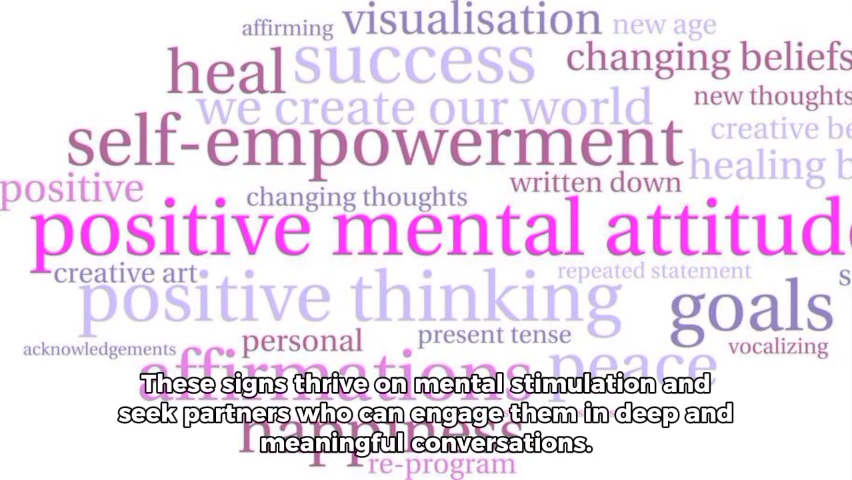 affirming visualisation new age
heal success changing beliefs
we create our world new thoughts
self-empowerment creative be
healing b
positive changing thoughts written down
positive mental attitude
creative art repeated statement s
positive thinking goals
acknowledgements personal present tense vocalizing
affirmations peace
These signs thrive on mental stimulation and
seek partners who can engage them in deep and
meaningful conversations.
happiness
re-program